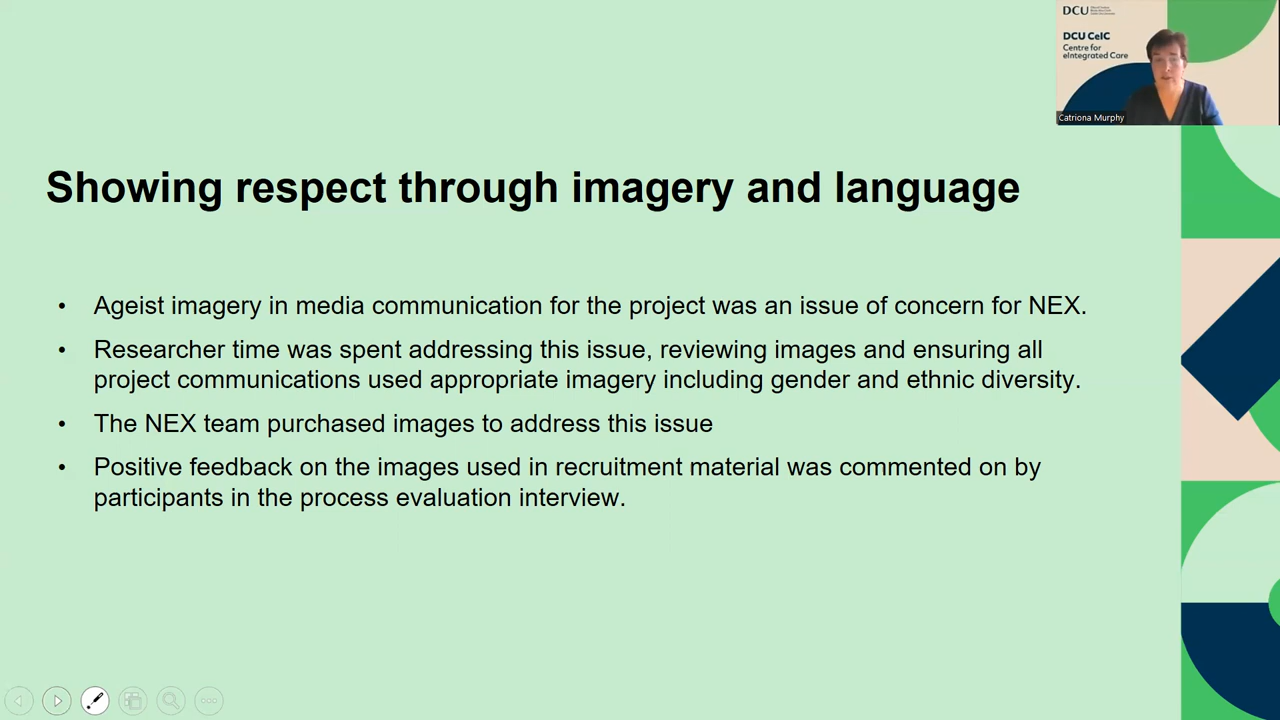 DCU
DCU CeIC
Centre for
eIntegrated Care
Catriona Murphy
Showing respect through imagery and language
• Ageist imagery in media communication for the project was an issue of concern for NEX.
• Researcher time was spent addressing this issue, reviewing images and ensuring all
project communications used appropriate imagery including gender and ethnic diversity.
• The NEX team purchased images to address this issue
• Positive feedback on the images used in recruitment material was commented on by
participants in the process evaluation interview.